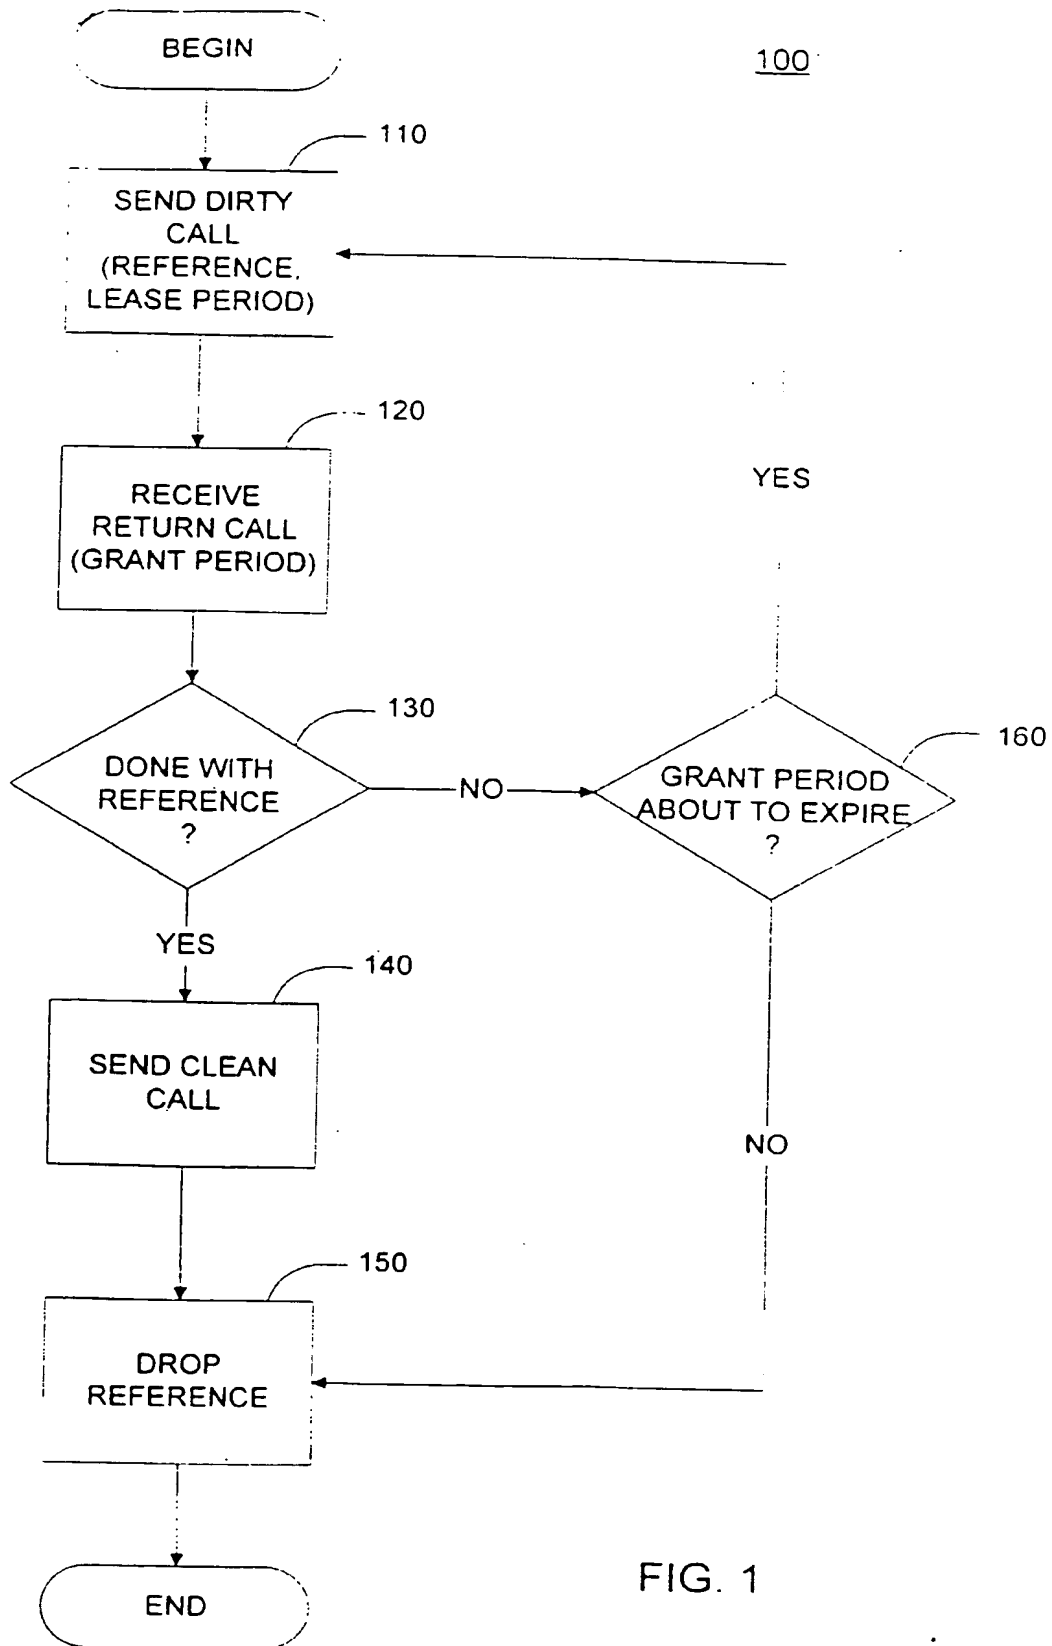 BEGIN
100
110
SEND DIRTY
CALL
(REFERENCE,
LEASE PERIOD)
120
RECEIVE
RETURN CALL
(GRANT PERIOD)
YES
130
DONE WITH
REFERENCE
?
NO
160
GRANT PERIOD
ABOUT TO EXPIRE
?
YES
140
SEND CLEAN
CALL
NO
150
DROP
REFERENCE
END
FIG. 1